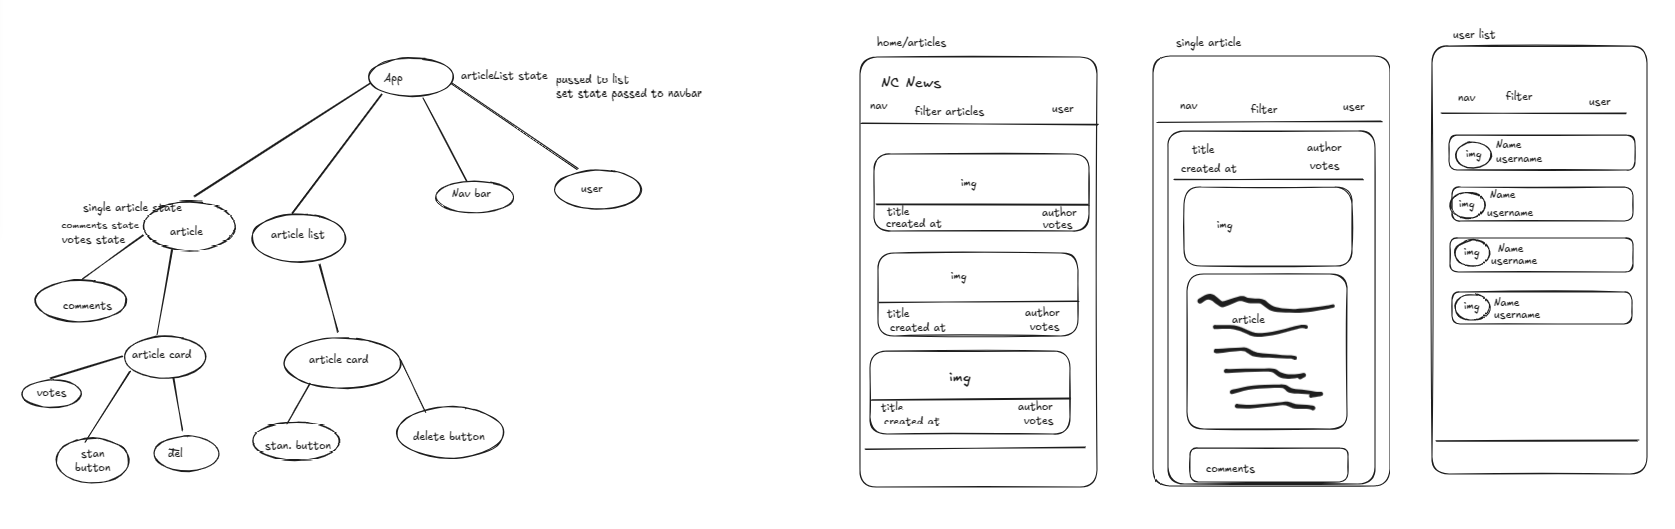 App
articleList state
passed to list
set state passed to navbar
single article state
comments state
votes state
article
article list
Nav bar
user
comments
article card
article card
votes
stan
button
del
stan. button
delete button
home/articles
NC News
nav
filter articles
user
img
title
author
created at
votes
img
title
author
created at
votes
img
title
author
created at
votes
single article
nav
filter
user
title
author
created at
votes
img
article
comments
user list
nav
filter
user
img
Name
username
img
Name
username
img
Name
username
img
Name
username